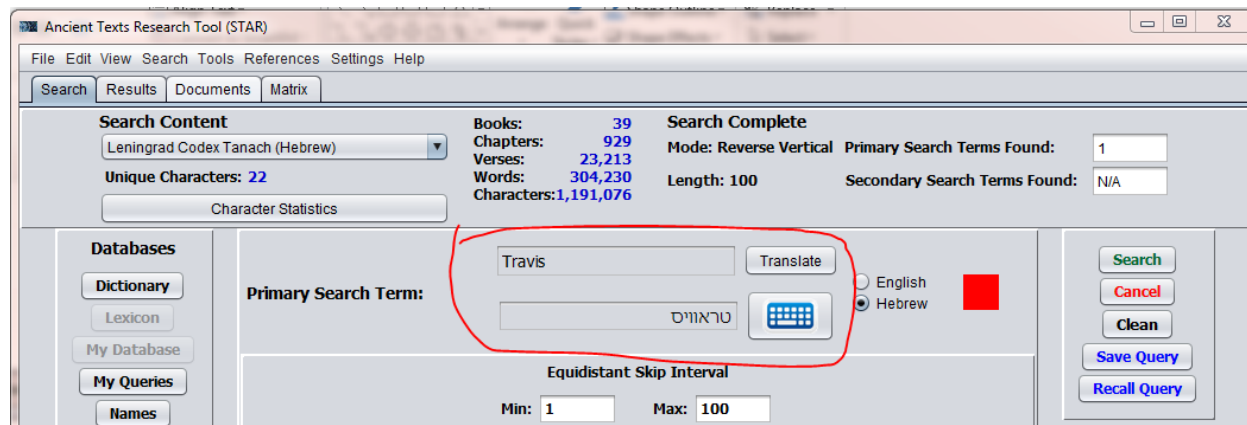 Ancient Texts Research Tool (STAR)
File Edit View Search Tools References Settings Help
Search Results Documents Matrix
Search Content
Leningrad Codex Tanach (Hebrew)
Unique Characters: 22
Character Statistics
Books: 39
Chapters: 929
Verses: 23,213
Words: 304,230
Characters:1,191,076
Search Complete
Mode: Reverse Vertical Primary Search Terms Found: 1
Length: 100 Secondary Search Terms Found: N/A
Databases
Dictionary
Lexicon
My Database
My Queries
Names
Primary Search Term:
Travis Translate
טראוויס
English
Hebrew
Equidistant Skip Interval
Min: 1 Max: 100
Search
Cancel
Clean
Save Query
Recall Query